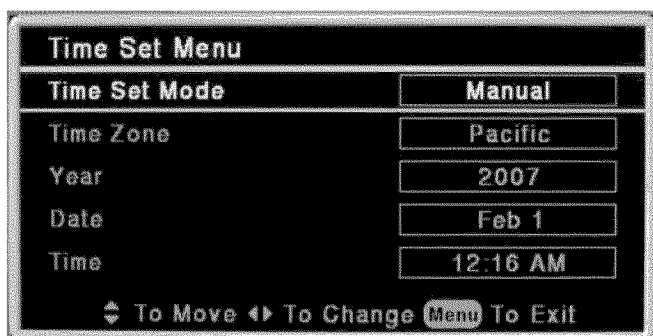 Time Set Menu
Time Set Mode Manual
Time Zone Pacific
Year 2007
Date Feb 1
Time 12:16 AM
To Move To Change Menu To Exit